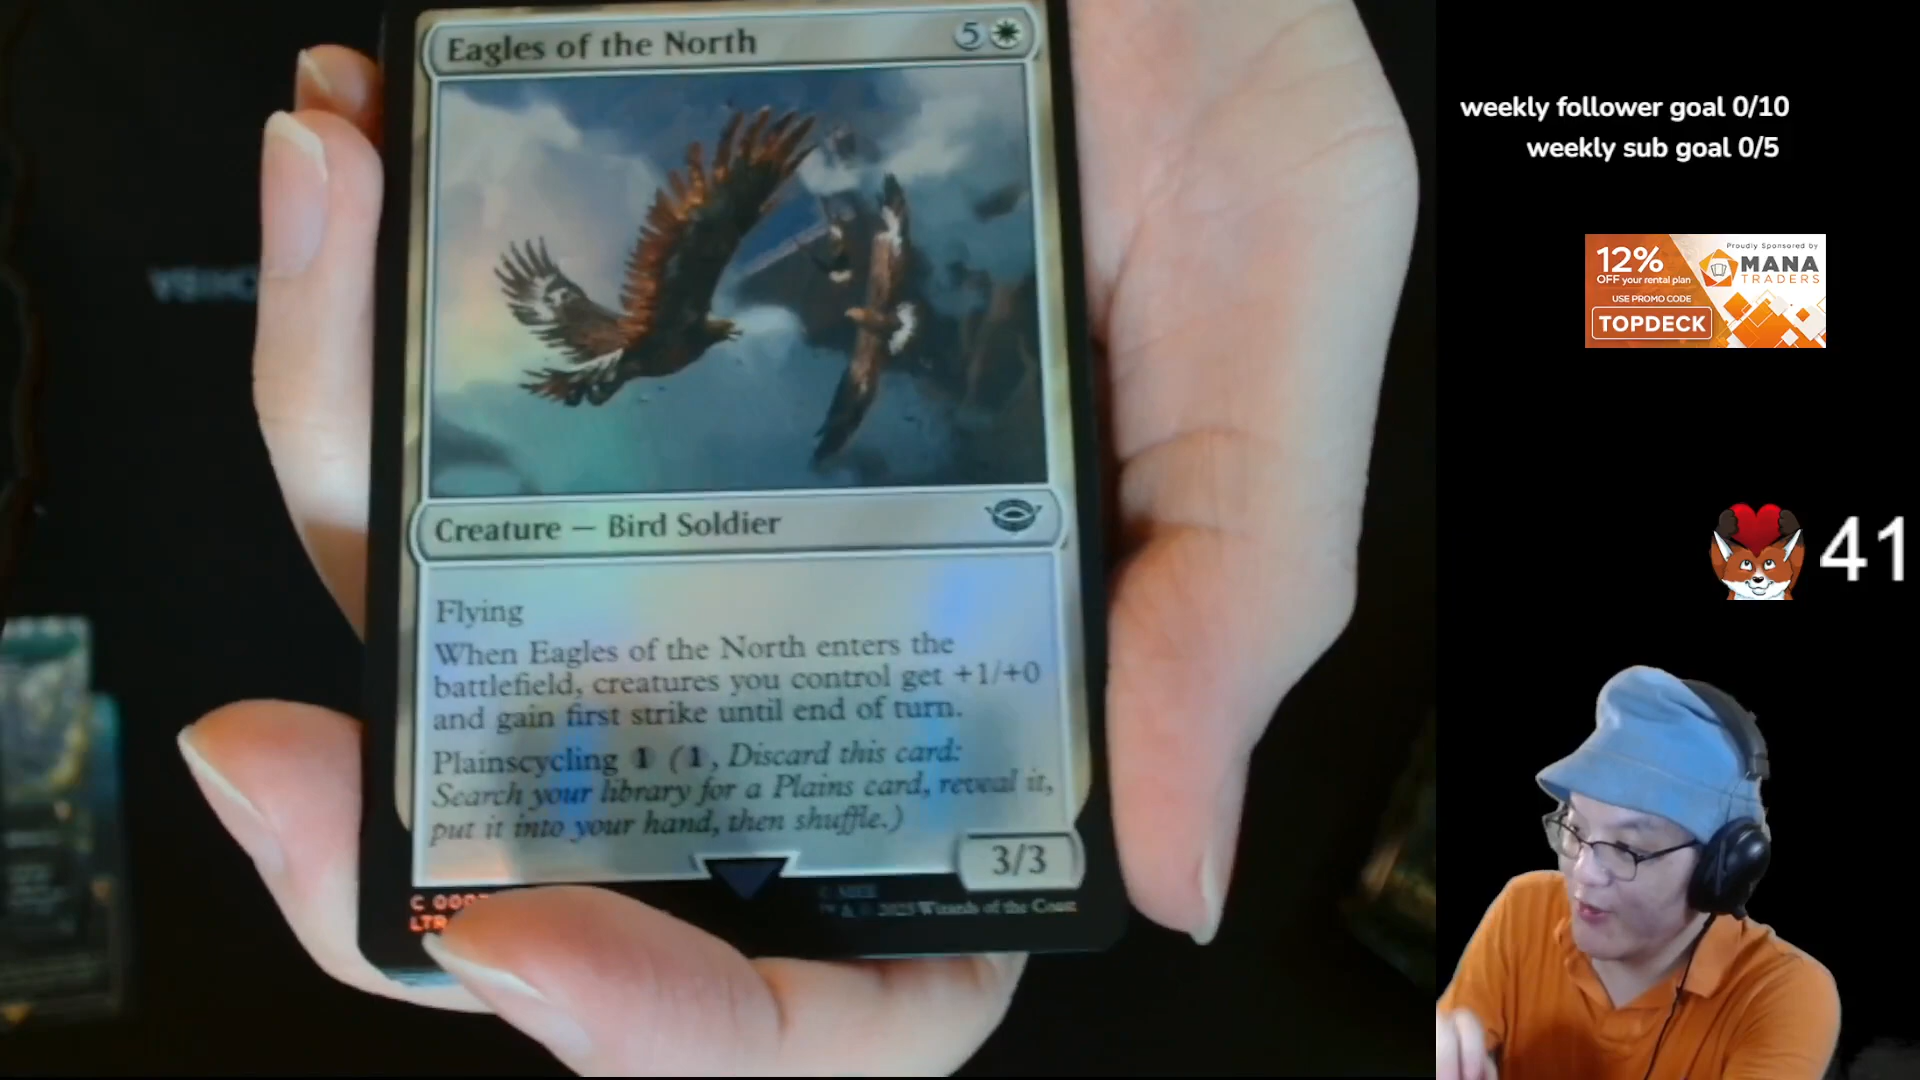 Eagles of the North
5
Creature — Bird Soldier
Flying
When Eagles of the North enters the
battlefield, creatures you control get +1/+0
and gain first strike until end of turn.
Plainscycling 1 (1, Discard this card:
Search your library for a Plains card, reveal it,
put it into your hand, then shuffle.)
3/3
C
LTR
2023 Wizards of the Coast
weekly follower goal 0/10
weekly sub goal 0/5
12%
OFF your rental plan
USE PROMO CODE
TOPDECK
Proudly Sponsored by
MANA
TRADERS
41